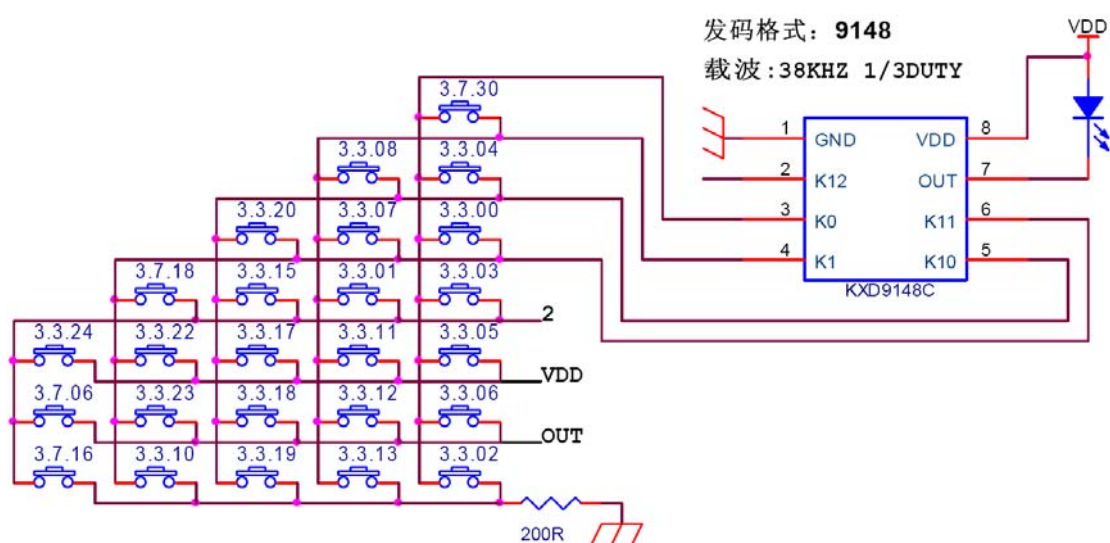 发码格式：9148
载波:38KHZ 1/3DUTY
VDD
3.7.30
3.3.08 3.3.04
3.3.20 3.3.07 3.3.00
3.7.18 3.3.15 3.3.01 3.3.03
2
3.3.24 3.3.22 3.3.17 3.3.11 3.3.05
VDD
3.7.06 3.3.23 3.3.18 3.3.12 3.3.06
OUT
3.7.16 3.3.10 3.3.19 3.3.13 3.3.02
200R
1 GND VDD 8
2 K12 OUT 7
3 K0 K11 6
4 K1 K10 5
KXD9148C